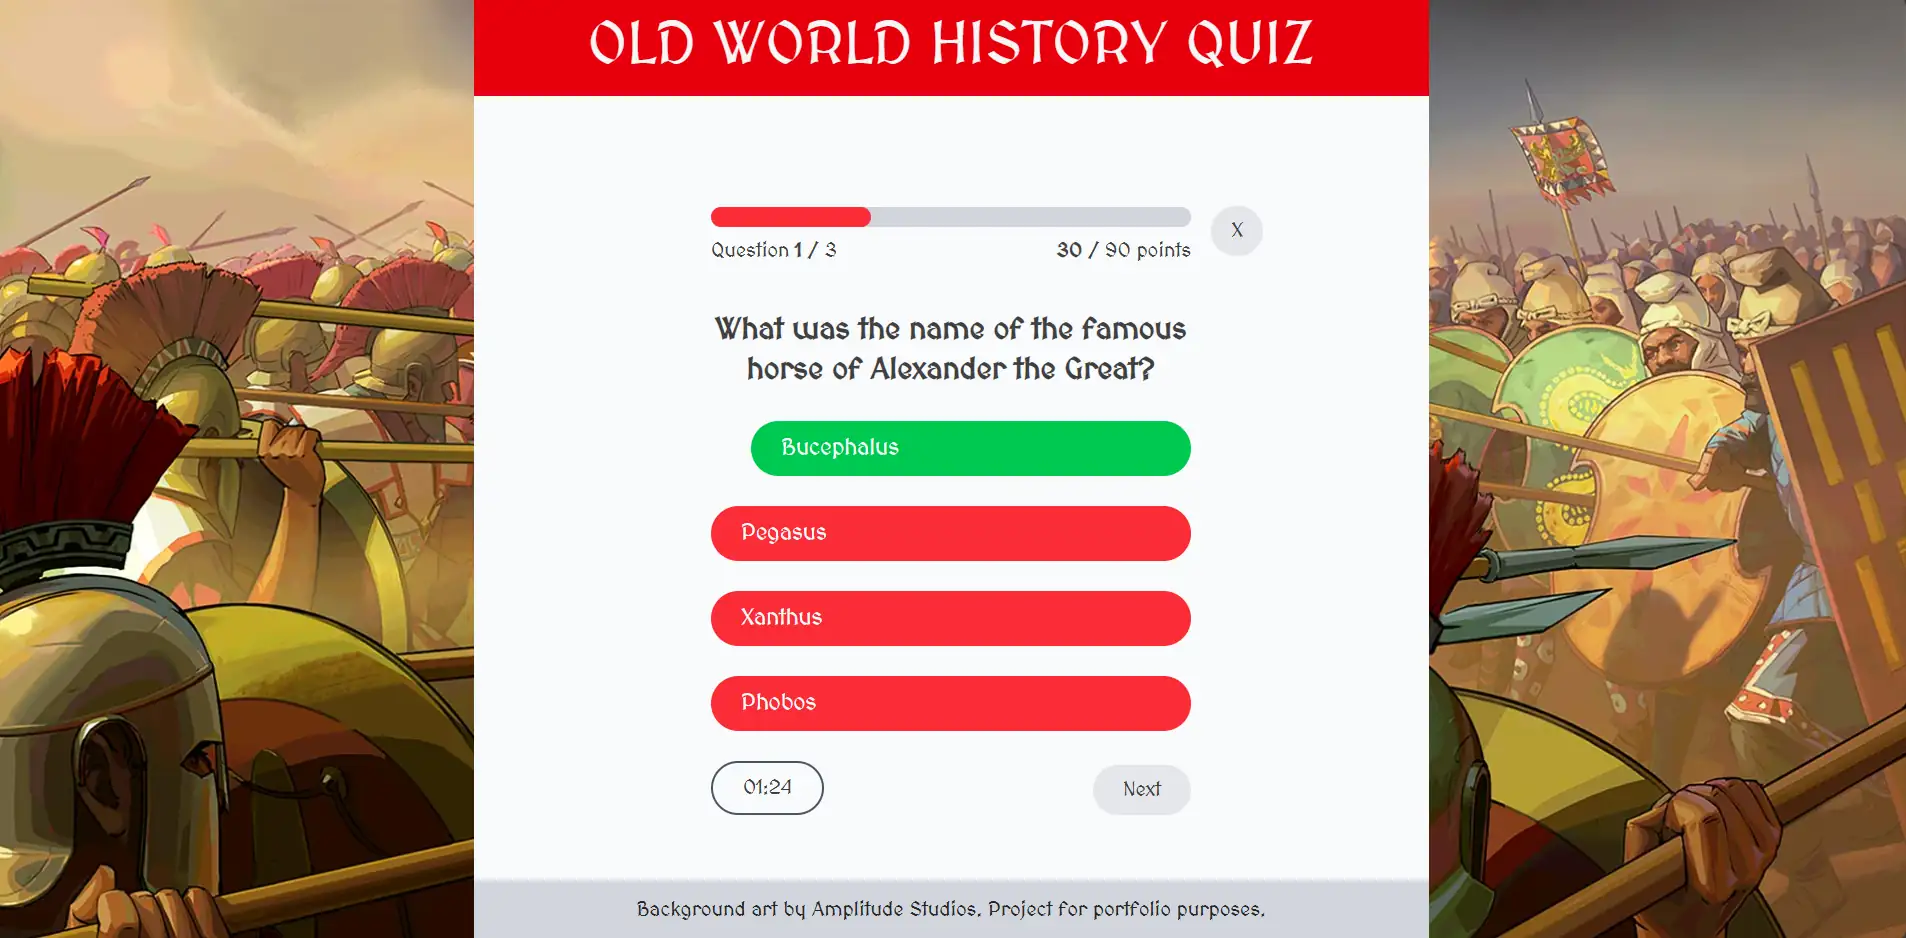 OLD WORLD HISTORY QUIZ
Question 1 / 3
30 / 90 points
X
What was the name of the famous
horse of Alexander the Great?
Bucephalus
Pegasus
Xanthus
Phobos
01:24
Next
Background art by Amplitude Studios. Project for portfolio purposes.